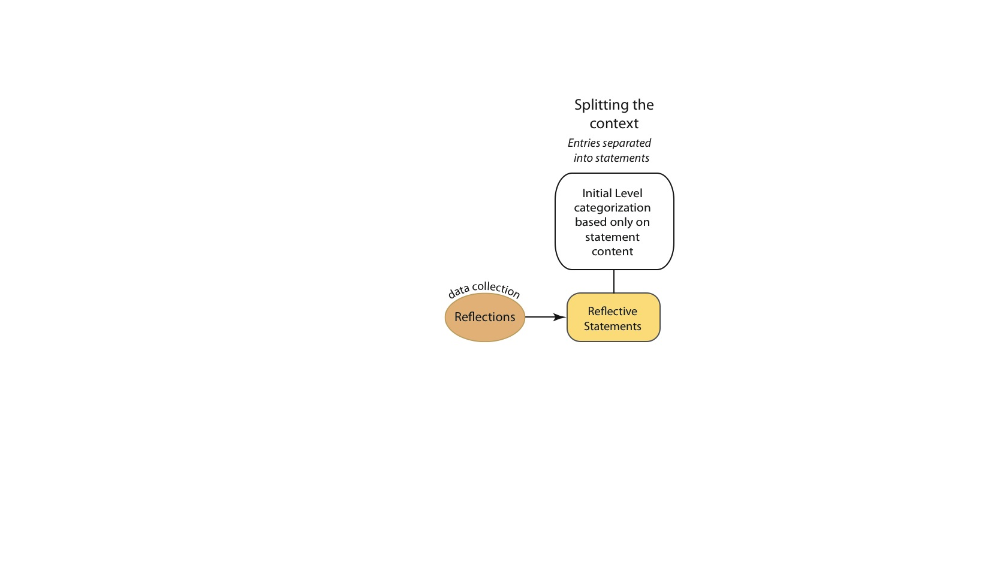 Splitting the
context
Entries separated
into statements
Initial Level
categorization
based only on
statement
content
data collection
Reflections
Reflective
Statements